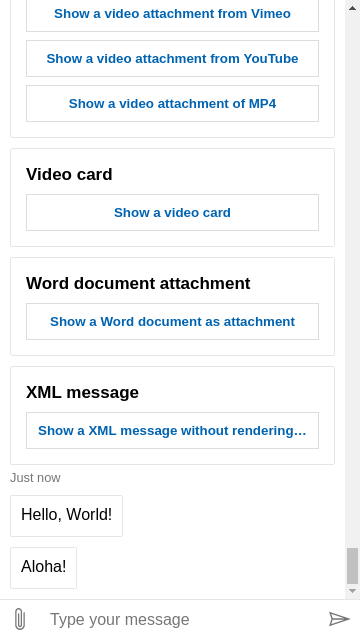 Show a video attachment from Vimeo
Show a video attachment from YouTube
Show a video attachment of MP4
Video card
Show a video card
Word document attachment
Show a Word document as attachment
XML message
Show a XML message without rendering…
Just now
Hello, World!
Aloha!
Type your message